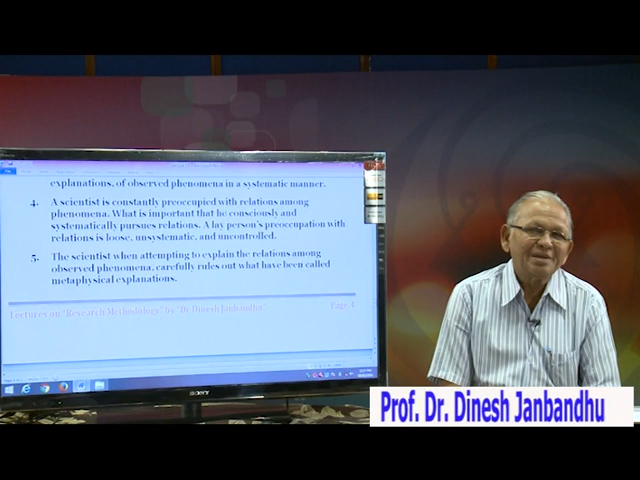 explanations, of observed phenomena in a systematic manner.
4. A scientist is constantly preoccupied with relations among
phenomena. What is important that he consciously and
systematically pursues relations. A lay person's preoccupation with
relations is loose, unsystematic, and uncontrolled.
5. The scientist when attempting to explain the relations among
observed phenomena, carefully rules out what have been called
metaphysical explanations.
Lectures on "Research Methodology" by "Dr Dinesh Janbandhu" Page 4
SONY
Prof. Dr. Dinesh Janbandhu